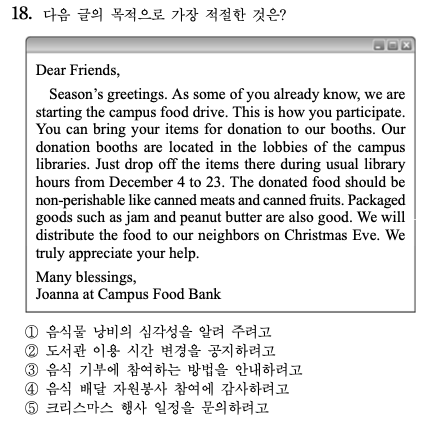 18. 다음 글의 목적으로 가장 적절한 것은?
Dear Friends,
Season's greetings. As some of you already know, we are
starting the campus food drive. This is how you participate.
You can bring your items for donation to our booths. Our
donation booths are located in the lobbies of the campus
libraries. Just drop off the items there during usual library
hours from December 4 to 23. The donated food should be
non-perishable like canned meats and canned fruits. Packaged
goods such as jam and peanut butter are also good. We will
distribute the food to our neighbors on Christmas Eve. We
truly appreciate your help.
Many blessings,
Joanna at Campus Food Bank
① 음식물 낭비의 심각성을 알려 주려고
② 도서관 이용 시간 변경을 공지하려고
③ 음식 기부에 참여하는 방법을 안내하려고
④ 음식 배달 자원봉사 참여에 감사하려고
⑤ 크리스마스 행사 일정을 문의하려고